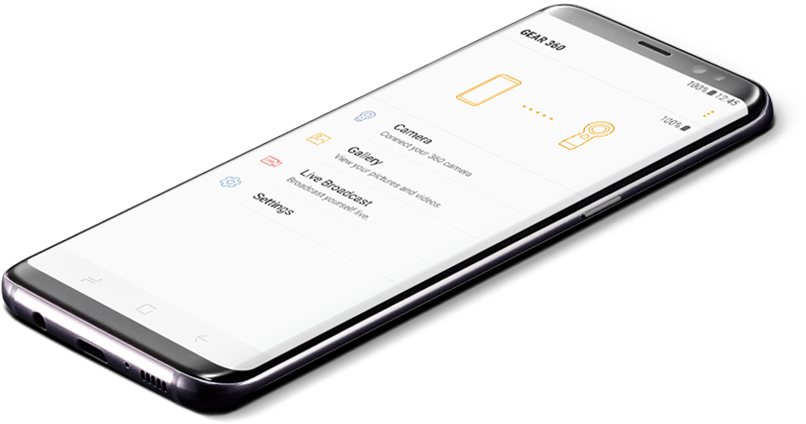 GEAR 360
100% 12:45
100%
Camera
Connect your 360 camera
Gallery
View your pictures and videos.
Live Broadcast
Broadcast yourself live.
Settings